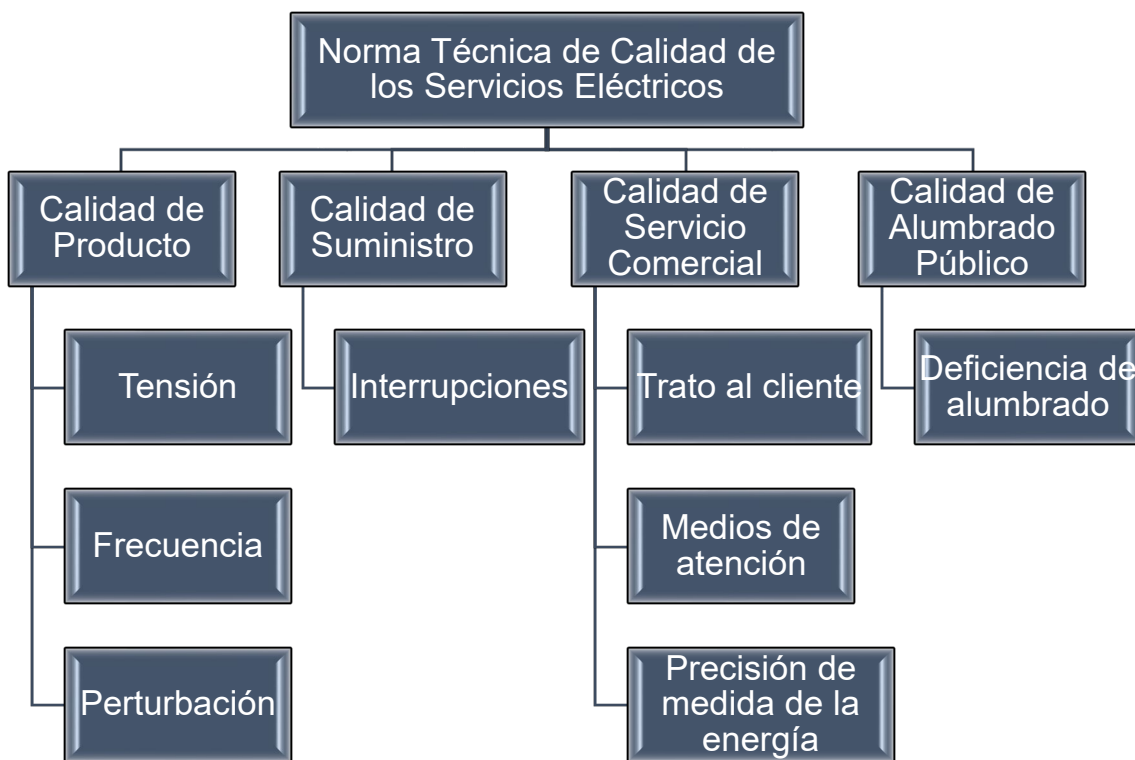 Norma Técnica de Calidad de
los Servicios Eléctricos
Calidad de
Producto
Tensión
Frecuencia
Perturbación
Calidad de
Suministro
Interrupciones
Calidad de
Servicio
Comercial
Trato al cliente
Medios de
atención
Precisión de
medida de la
energía
Calidad de
Alumbrado
Público
Deficiencia de
alumbrado